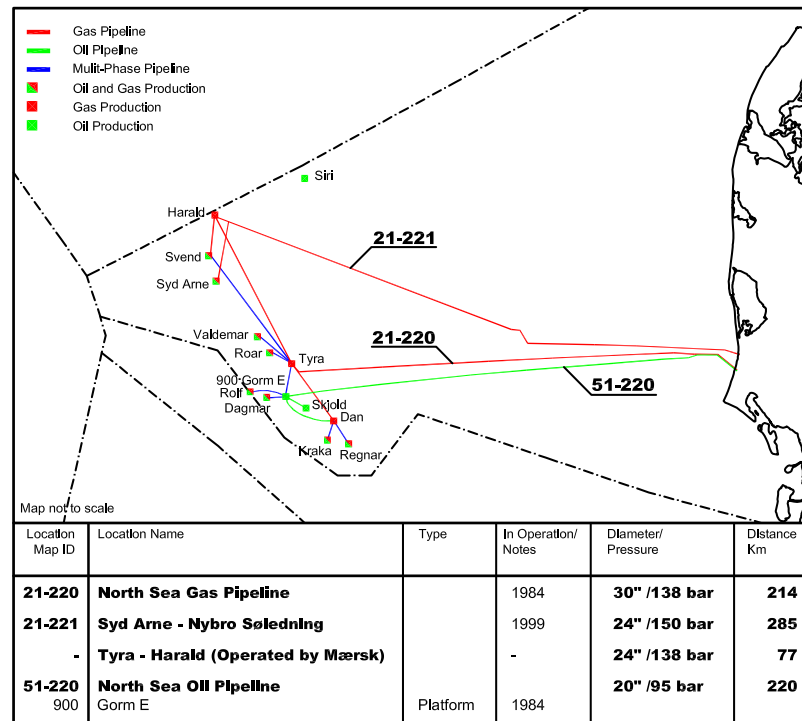 Gas Pipeline
Oil Pipeline
Mulit-Phase Pipeline
Oil and Gas Production
Gas Production
Oil Production
Siri
Harald
21-221
Svend
Syd Arne
Valdemar
21-220
Roar
Tyra
51-220
900 Gorm E
Rolf
Skjold
Dagmar
Dan
Kraka
Regnar
Map not to scale
Location Map ID Location Name Type In Operation/ Notes Diameter/ Pressure Distance Km
21-220 North Sea Gas Pipeline 1984 30" /138 bar 214
21-221 Syd Arne - Nybro Søledning 1999 24" /150 bar 285
- Tyra - Harald (Operated by Mærsk) - 24" /138 bar 77
51-220 North Sea Oil Pipeline 20" /95 bar 220
900 Gorm E Platform 1984